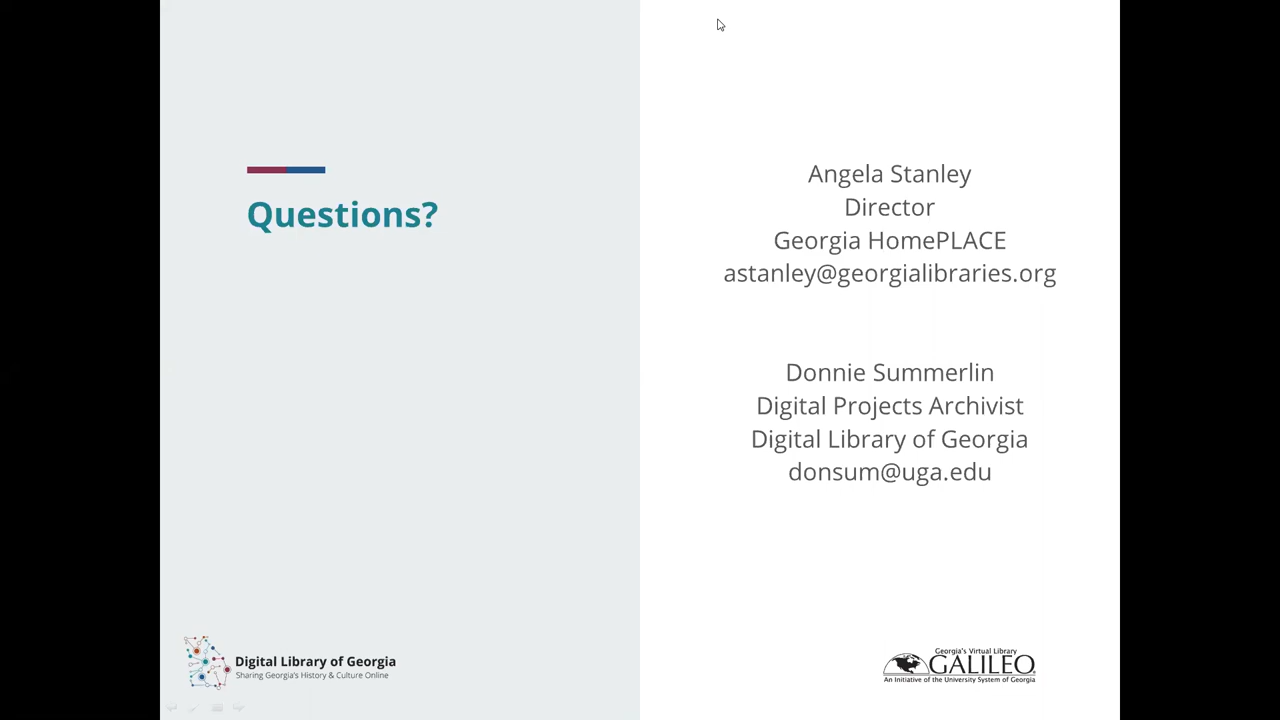 Questions?
Angela Stanley
Director
Georgia HomePLACE
astanley@georgialibraries.org
Donnie Summerlin
Digital Projects Archivist
Digital Library of Georgia
donsum@uga.edu
Digital Library of Georgia
Sharing Georgia's History & Culture Online
Georgia's Virtual Library
GALILEO
An Initiative of the University System of Georgia